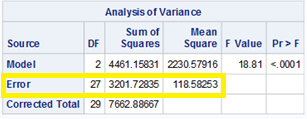 Analysis of Variance
Source DF Sum of Squares Mean Square F Value Pr > F
Model 2 4461.15831 2230.57916 18.81 <.0001
Error 27 3201.72835 118.58253
Corrected Total 29 7662.88667